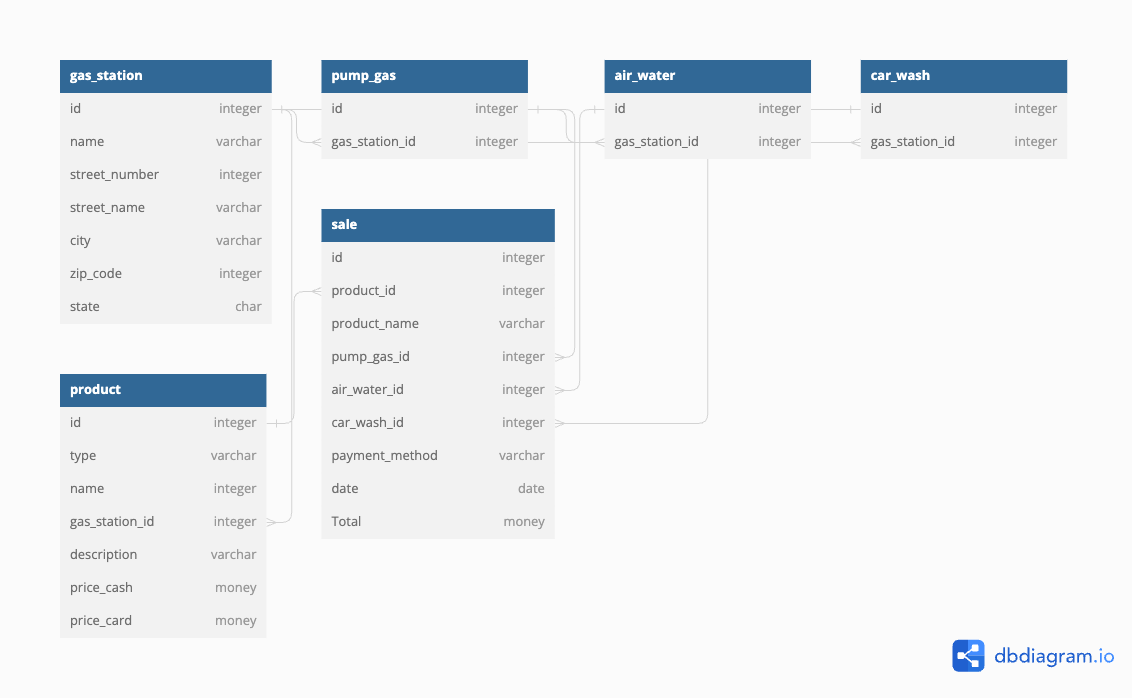 gas_station
id integer
name varchar
street_number integer
street_name varchar
city varchar
zip_code integer
state char
pump_gas
id integer
gas_station_id integer
air_water
id integer
gas_station_id integer
car_wash
id integer
gas_station_id integer
sale
id integer
product_id integer
product_name varchar
pump_gas_id integer
air_water_id integer
car_wash_id integer
payment_method varchar
date date
Total money
product
id integer
type varchar
name integer
gas_station_id integer
description varchar
price_cash money
price_card money
dbdiagram.io